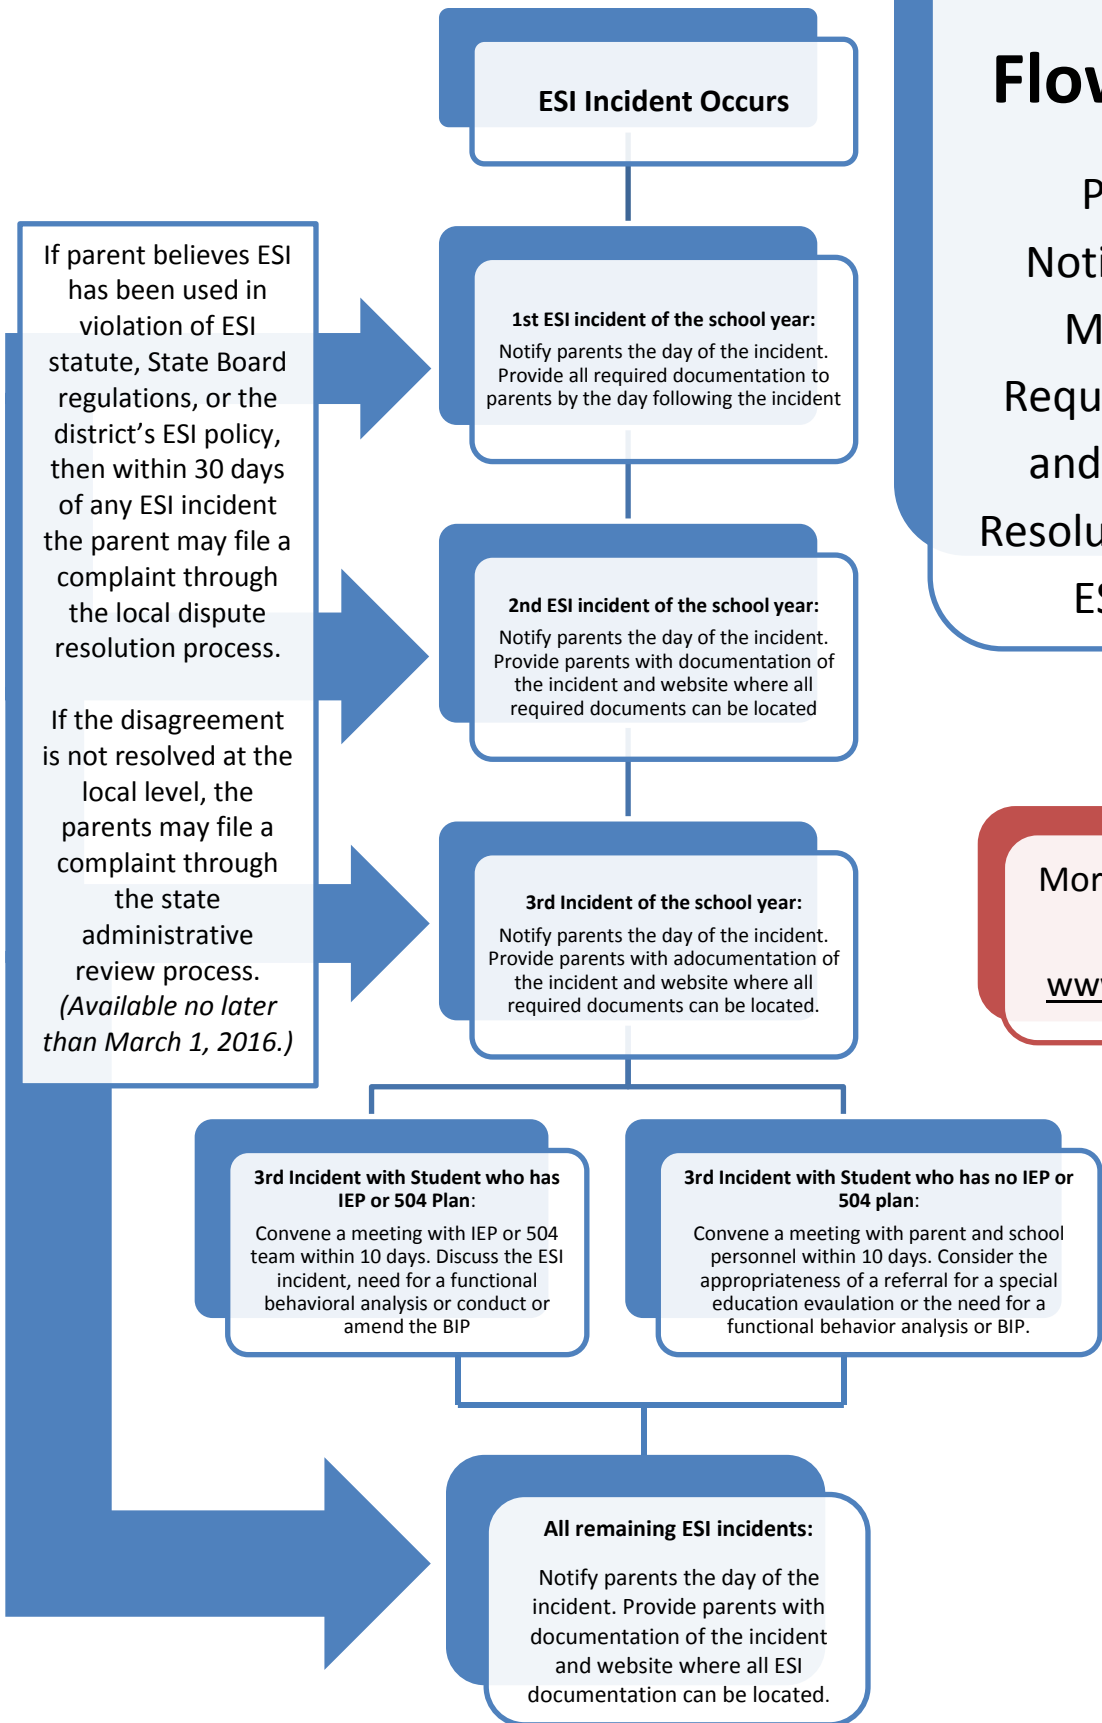 ESI Incident Occurs
If parent believes ESI
has been used in
violation of ESI
statute, State Board
regulations, or the
district's ESI policy,
then within 30 days
of any ESI incident
the parent may file a
complaint through
the local dispute
resolution process.
If the disagreement
is not resolved at the
local level, the
parents may file a
complaint through
the state
administrative
review process.
(Available no later
than March 1, 2016.)
1st ESI incident of the school year:
Notify parents the day of the incident.
Provide all required documentation to
parents by the day following the incident
2nd ESI incident of the school year:
Notify parents the day of the incident.
Provide parents with documentation of
the incident and website where all
required documents can be located
3rd Incident of the school year:
Notify parents the day of the incident.
Provide parents with adocumentation of
the incident and website where all
required documents can be located.
3rd Incident with Student who has
IEP or 504 Plan:
Convene a meeting with IEP or 504
team within 10 days. Discuss the ESI
incident, need for a functional
behavioral analysis or conduct or
amend the BIP
3rd Incident with Student who has no IEP or
504 plan:
Convene a meeting with parent and school
personnel within 10 days. Consider the
appropriateness of a referral for a special
education evaulation or the need for a
functional behavior analysis or BIP.
All remaining ESI incidents:
Notify parents the day of the
incident. Provide parents with
documentation of the incident
and website where all ESI
documentation can be located.
and